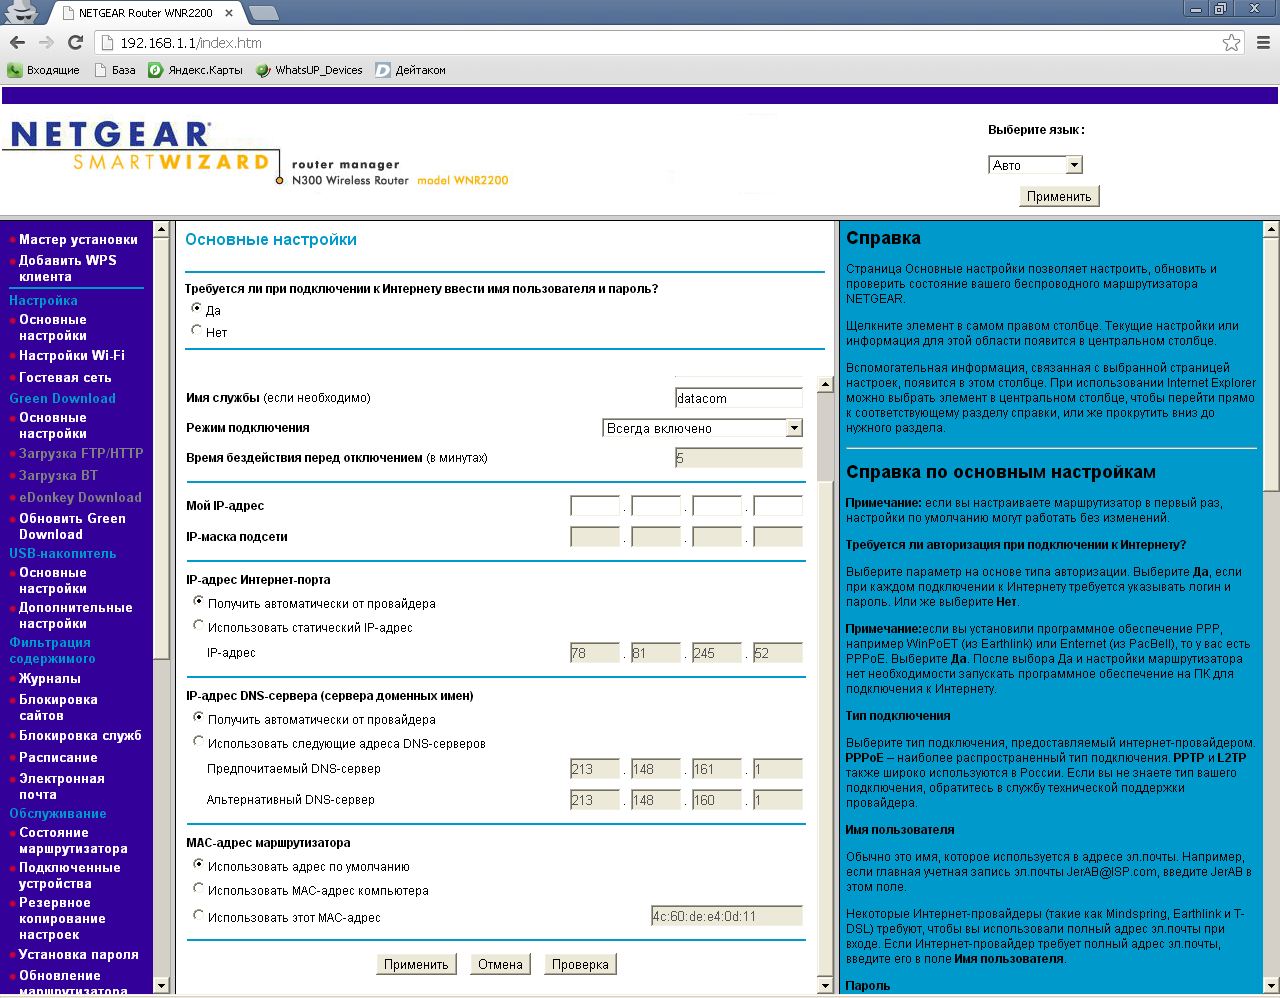 NETGEAR Router WNR2200
192.168.1.1/index.htm
Входящие База Яндекс.Карты WhatsUP_Devices Дейтаком
NETGEAR
SMARTWIZARD
router manager
N300 Wireless Router model WNR2200
Выберите язык :
Авто
Применить
Мастер установки
Добавить WPS
клиента
Настройка
Основные
настройки
Настройки Wi-Fi
Гостевая сеть
Green Download
Основные
настройки
Загрузка FTP/HTTP
Загрузка BT
eDonkey Download
Обновить Green
Download
USB-накопитель
Основные
настройки
Дополнительные
настройки
Фильтрация
содержимого
Журналы
Блокировка
сайтов
Блокировка служб
Расписание
Электронная
почта
Обслуживание
Состояние
маршрутизатора
Подключенные
устройства
Резервное
копирование
настроек
Установка пароля
Обновление
маршрутизатора
Основные настройки
Требуется ли при подключении к Интернету ввести имя пользователя и пароль?
Да
Нет
Имя службы (если необходимо) datacom
Режим подключения Всегда включено
Время бездействия перед отключением (в минутах) 5
Мой IP-адрес . . .
IP-маска подсети . . .
IP-адрес Интернет-порта
Получить автоматически от провайдера
Использовать статический IP-адрес
IP-адрес 78 . 81 . 245 . 52
IP-адрес DNS-сервера (сервера доменных имен)
Получить автоматически от провайдера
Использовать следующие адреса DNS-серверов
Предпочитаемый DNS-сервер 213 . 148 . 161 . 1
Альтернативный DNS-сервер 213 . 148 . 160 . 1
MAC-адрес маршрутизатора
Использовать адрес по умолчанию
Использовать MAC-адрес компьютера
Использовать этот MAC-адрес 4c:60:de:e4:0d:11
Применить Отмена Проверка
Справка
Страница Основные настройки позволяет настроить, обновить и
проверить состояние вашего беспроводного маршрутизатора
NETGEAR.
Щелкните элемент в самом правом столбце. Текущие настройки или
информация для этой области появится в центральном столбце.
Вспомогательная информация, связанная с выбранной страницей
настроек, появится в этом столбце. При использовании Internet Explorer
можно выбрать элемент в центральном столбце, чтобы перейти прямо
к соответствующему разделу справки, или же прокрутить вниз до
нужного раздела.
Справка по основным настройкам
Примечание: если вы настраиваете маршрутизатор в первый раз,
настройки по умолчанию могут работать без изменений.
Требуется ли авторизация при подключении к Интернету?
Выберите параметр на основе типа авторизации. Выберите Да, если
при каждом подключении к Интернету требуется указывать логин и
пароль. Или же выберите Нет.
Примечание:если вы установили программное обеспечение PPP,
например WinPoET (из Earthlink) или Enternet (из PacBell), то у вас есть
PPPoE. Выберите Да. После выбора Да и настройки маршрутизатора
нет необходимости запускать программное обеспечение на ПК для
подключения к Интернету.
Тип подключения
Выберите тип подключения, предоставляемый интернет-провайдером.
PPPoE – наиболее распространенный тип подключения. PPTP и L2TP
также широко используются в России. Если вы не знаете тип вашего
подключения, обратитесь в службу технической поддержки
провайдера.
Имя пользователя
Обычно это имя, которое используется в адресе эл.почты. Например,
если главная учетная запись эл.почты JerAB@ISP.com, введите JerAB в
этом поле.
Некоторые Интернет-провайдеры (такие как Mindspring, Earthlink и T-
DSL) требуют, чтобы вы использовали полный адрес эл.почты при
входе. Если Интернет-провайдер требует полный адрес эл.почты,
введите его в поле Имя пользователя.
Пароль